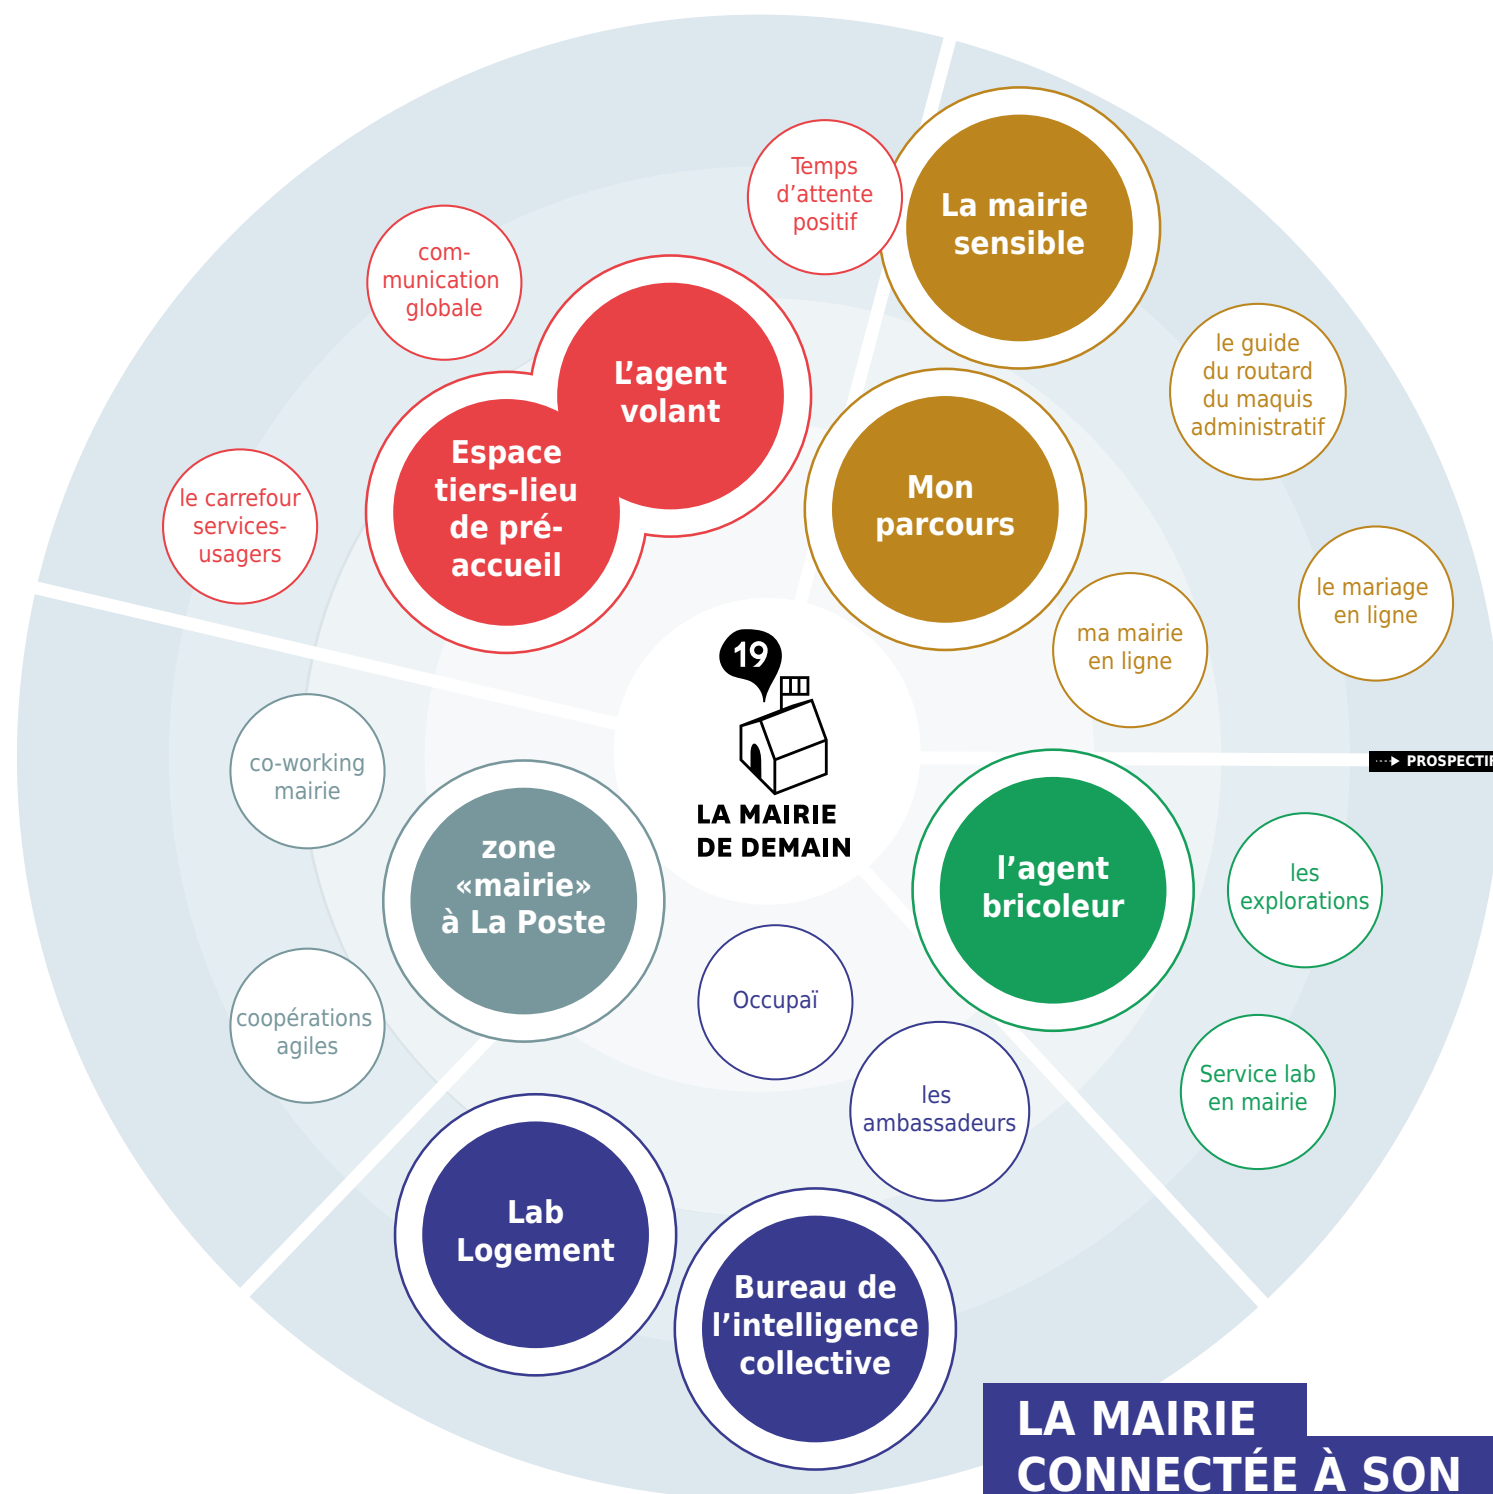 Temps
d'attente
positif
La mairie
sensible
com-
munication
globale
L'agent
volant
le guide
du routard
du maquis
administratif
Espace
tiers-lieu
de pré-
accueil
Mon
parcours
le carrefour
services-
usagers
le mariage
en ligne
ma mairie
en ligne
19
LA MAIRIE
DE DEMAIN
co-working
mairie
zone
«mairie»
à La Poste
l'agent
bricoleur
les
explorations
coopérations
agiles
Occupaï
les
ambassadeurs
Service lab
en mairie
Lab
Logement
Bureau de
l'intelligence
collective
LA MAIRIE
CONNECTÉE À SON